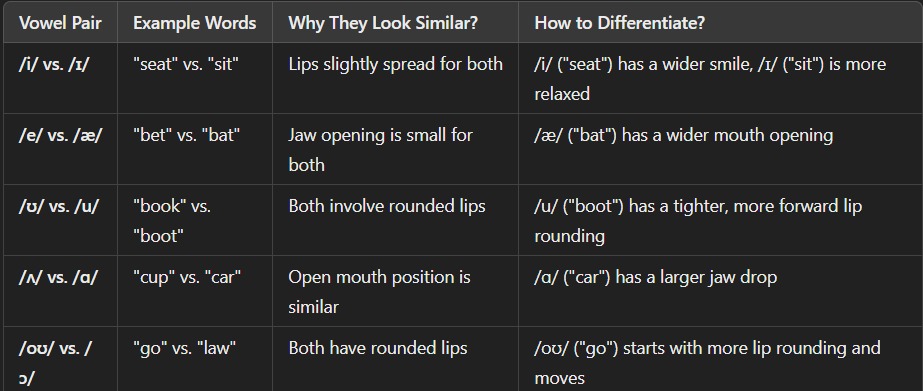 Vowel Pair Example Words Why They Look Similar? How to Differentiate?
/i/ vs. /ɪ/ "seat" vs. "sit" Lips slightly spread for both /i/ ("seat") has a wider smile, /ɪ/ ("sit") is more
relaxed
/e/ vs. /æ/ "bet" vs. "bat" Jaw opening is small for /æ/ ("bat") has a wider mouth opening
both
/ʊ/ vs. /u/ "book" vs. Both involve rounded lips /u/ ("boot") has a tighter, more forward lip
"boot" rounding
/ʌ/ vs. /ɑ/ "cup" vs. "car" Open mouth position is /ɑ/ ("car") has a larger jaw drop
similar
/oʊ/ vs. / "go" vs. "law" Both have rounded lips /oʊ/ ("go") starts with more lip rounding and
ɔ/ moves